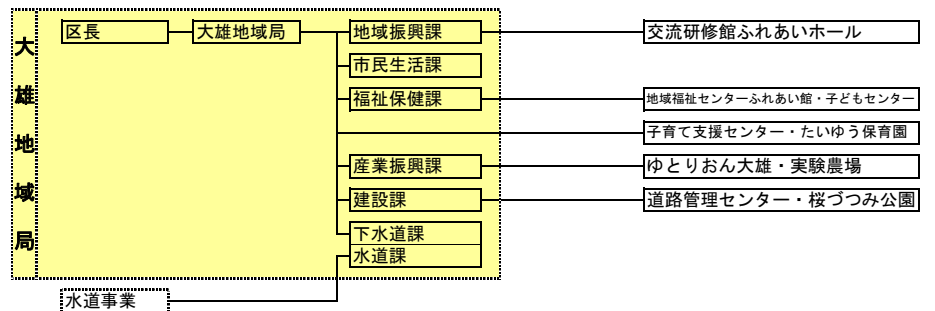 大雄地域局
区長
大雄地域局
地域振興課
交流研修館ふれあいホール
市民生活課
福祉保健課
地域福祉センターふれあい館・子どもセンター
子育て支援センター・たいゆう保育園
産業振興課
ゆとりおん大雄・実験農場
建設課
道路管理センター・桜づつみ公園
下水道課
水道課
水道事業